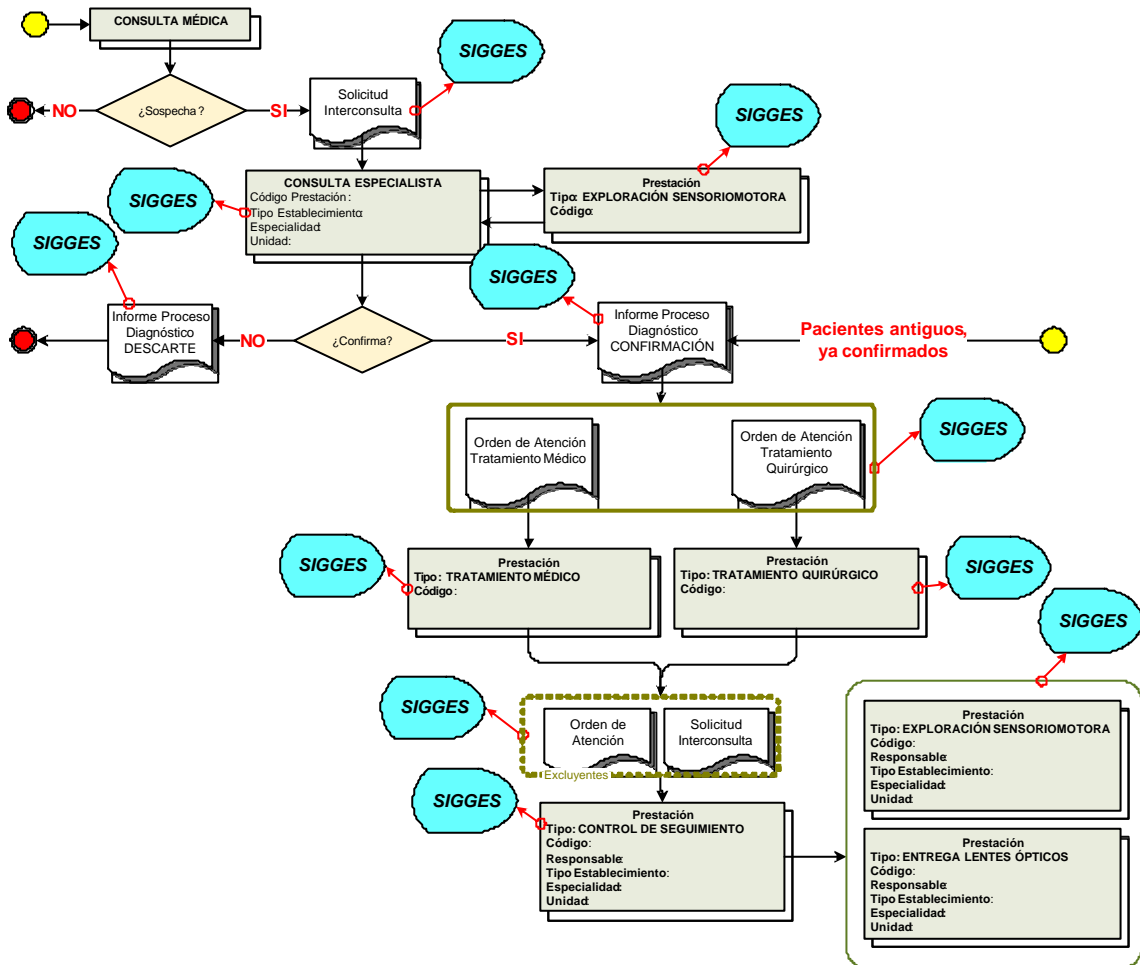 CONSULTA MÉDICA
SIGGES
¿Sospecha?
NO
SI
Solicitud
Interconsulta
SIGGES
CONSULTA ESPECIALISTA
Código Prestación:
Tipo Establecimiento:
Especialidad:
Unidad:
Prestación
Tipo: EXPLORACIÓN SENSORIOMOTORA
Código:
SIGGES
SIGGES
SIGGES
Informe Proceso
Diagnóstico
DESCARTE
NO
¿Confirma?
SI
Informe Proceso
Diagnóstico
CONFIRMACIÓN
Pacientes antiguos,
ya confirmados
Orden de Atención
Tratamiento Médico
Orden de Atención
Tratamiento
Quirúrgico
SIGGES
SIGGES
Prestación
Tipo: TRATAMIENTO MÉDICO
Código:
Prestación
Tipo: TRATAMIENTO QUIRÚRGICO
Código:
SIGGES
SIGGES
SIGGES
Orden de
Atención
Solicitud
Interconsulta
Excluyentes
SIGGES
Prestación
Tipo: CONTROL DE SEGUIMIENTO
Código:
Responsable:
Tipo Establecimiento:
Especialidad:
Unidad:
Prestación
Tipo: EXPLORACIÓN SENSORIOMOTORA
Código:
Responsable:
Tipo Establecimiento:
Especialidad:
Unidad:
Prestación
Tipo: ENTREGA LENTES ÓPTICOS
Código:
Responsable:
Tipo Establecimiento:
Especialidad:
Unidad: